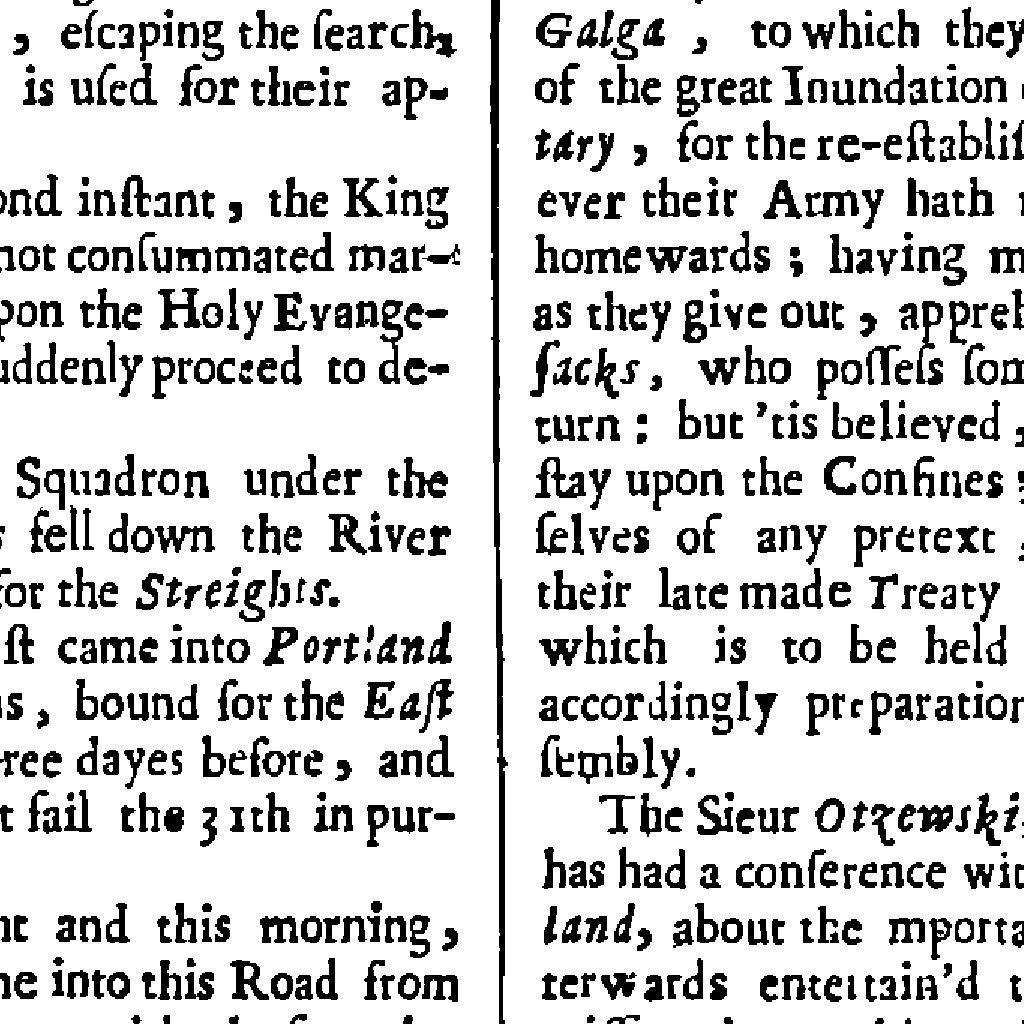 , eſcaping the ſearch,
is uſed for their ap-
ond inſtant, the King
not conſummated mar-
pon the Holy Evange-
uddenly proceed to de-
Squadron under the
s fell down the River
for the Streights.
ſt came into Portland
ns, bound for the Eaſt
ree dayes before, and
t fail the 31th in pur-
nt and this morning,
ne into this Road from
Galga, to which they
of the great Inundation
tary, for the re-eſtabliſ
ever their Army hath
homewards; having m
as they give out, appreh
ſacks, who poſſeſs ſom
turn: but 'tis believed,
ſtay upon the Confines
ſelves of any pretext
their late made Treaty
which is to be held
accordingly preparation
ſembly.
The Sieur Otzewski
has had a conference wit
land, about the mporta
terwards entertain'd t